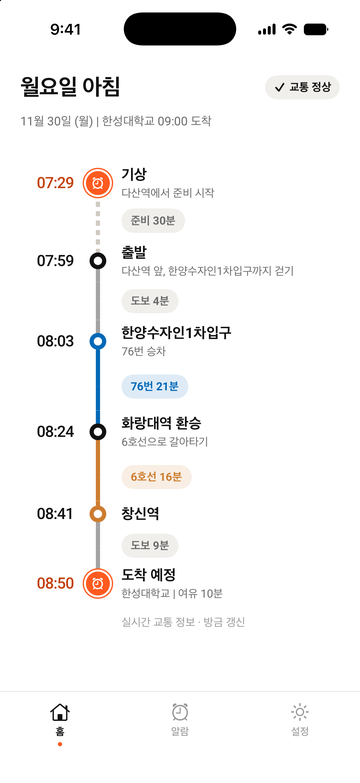 9:41
월요일 아침
교통 정상
11월 30일 (월) | 한성대학교 09:00 도착
07:29
기상
다산역에서 준비 시작
준비 30분
07:59
출발
다산역 앞, 한양수자인1차입구까지 걷기
도보 4분
08:03
한양수자인1차입구
76번 승차
76번 21분
08:24
화랑대역 환승
6호선으로 갈아타기
6호선 16분
08:41
창신역
도보 9분
08:50
도착 예정
한성대학교 | 여유 10분
실시간 교통 정보 · 방금 갱신
홈
알람
설정